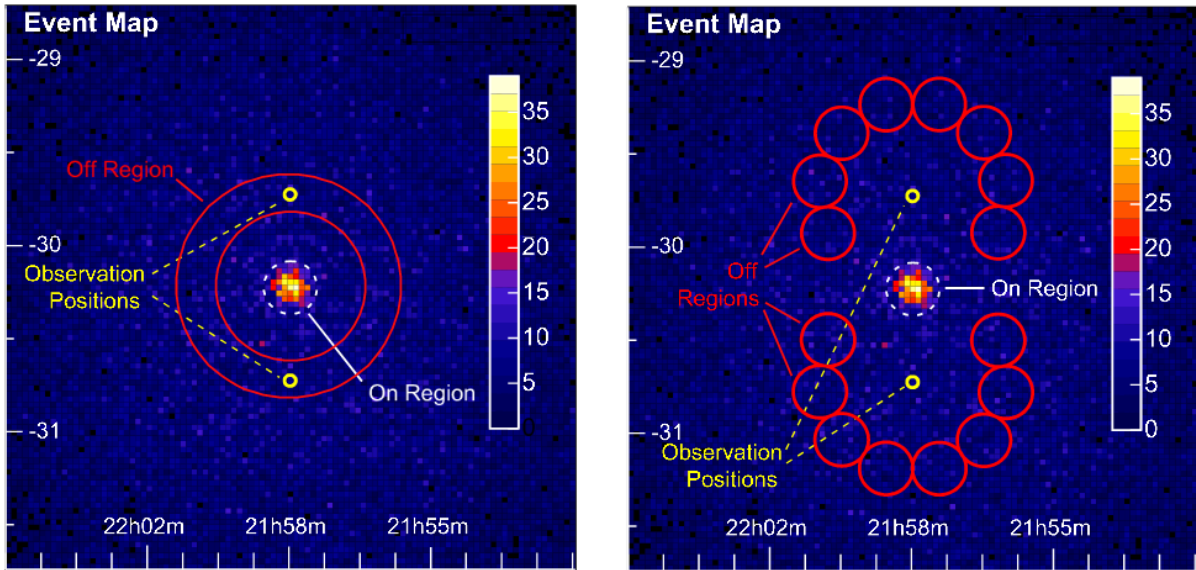 Event Map
-29
-30
-31
Off Region
Observation
Positions
On Region
35
30
25
20
15
10
5
0
22h02m
21h58m
21h55m
Event Map
-29
-30
-31
Off
Regions
On Region
Observation
Positions
35
30
25
20
15
10
5
0
22h02m
21h58m
21h55m